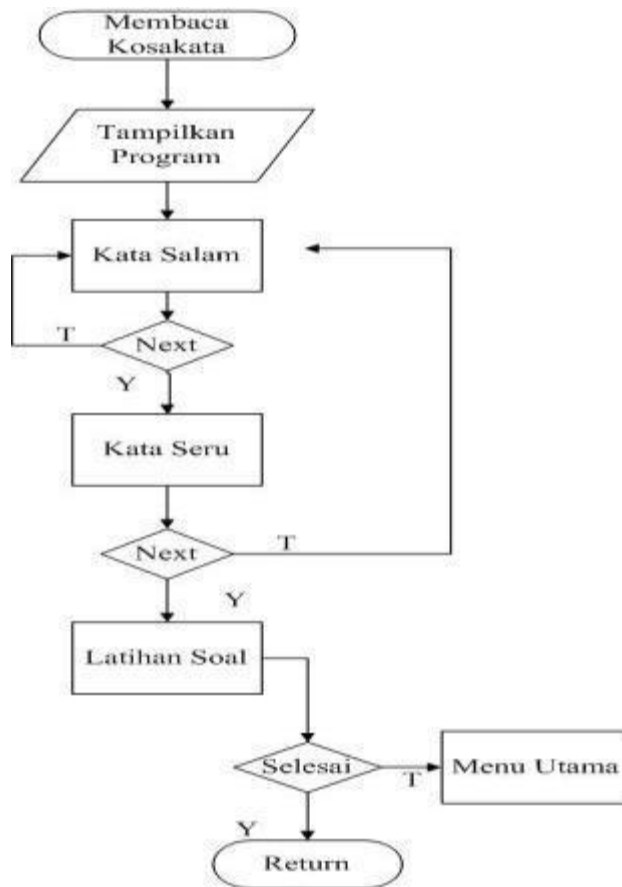 Membaca
Kosakata
Tampilkan
Program
Kata Salam
T
Next
Y
Kata Seru
Next
T
Y
Latihan Soal
Selesai
T
Menu Utama
Y
Return